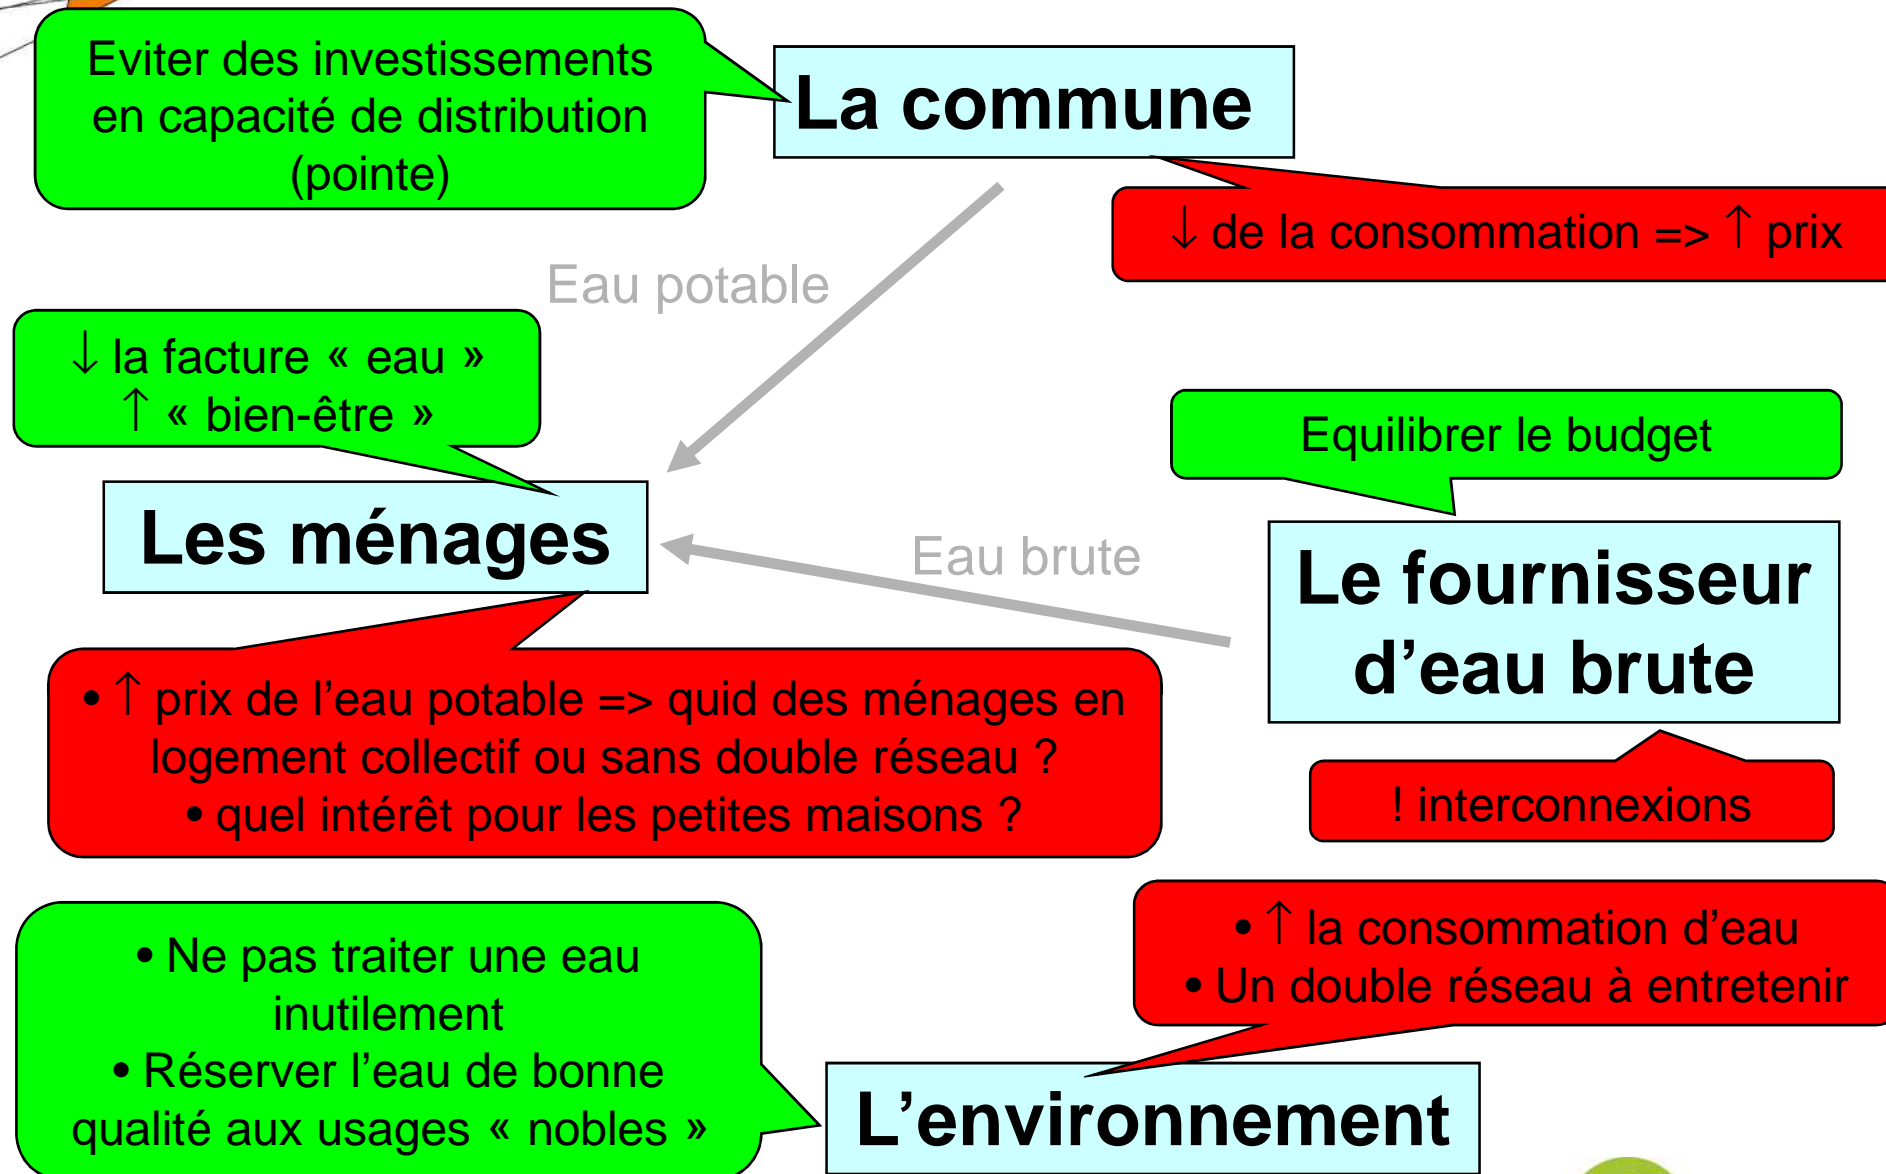 Eviter des investissements
en capacité de distribution
(pointe)
La commune
↓ de la consommation => ↑ prix
Eau potable
↓ la facture « eau »
↑ « bien-être »
Equilibrer le budget
Les ménages
Eau brute
Le fournisseur
d’eau brute
• ↑ prix de l’eau potable => quid des ménages en
logement collectif ou sans double réseau ?
• quel intérêt pour les petites maisons ?
! interconnexions
• ↑ la consommation d’eau
• Un double réseau à entretenir
• Ne pas traiter une eau
inutilement
• Réserver l’eau de bonne
qualité aux usages « nobles »
L’environnement